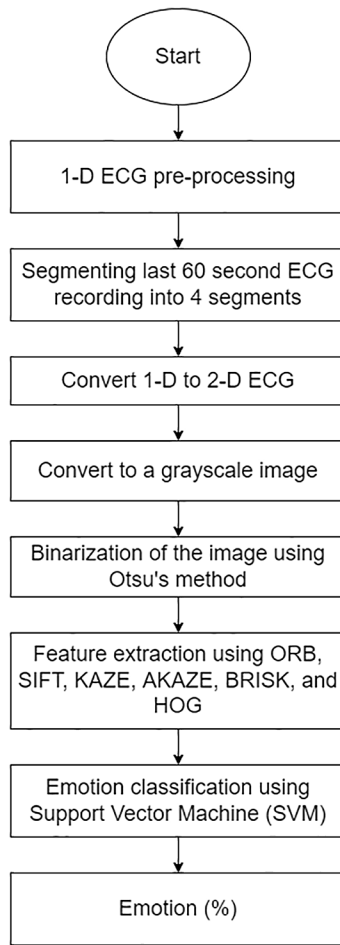 Start
1-D ECG pre-processing
Segmenting last 60 second ECG
recording into 4 segments
Convert 1-D to 2-D ECG
Convert to a grayscale image
Binarization of the image using
Otsu's method
Feature extraction using ORB,
SIFT, KAZE, AKAZE, BRISK, and
HOG
Emotion classification using
Support Vector Machine (SVM)
Emotion (%)